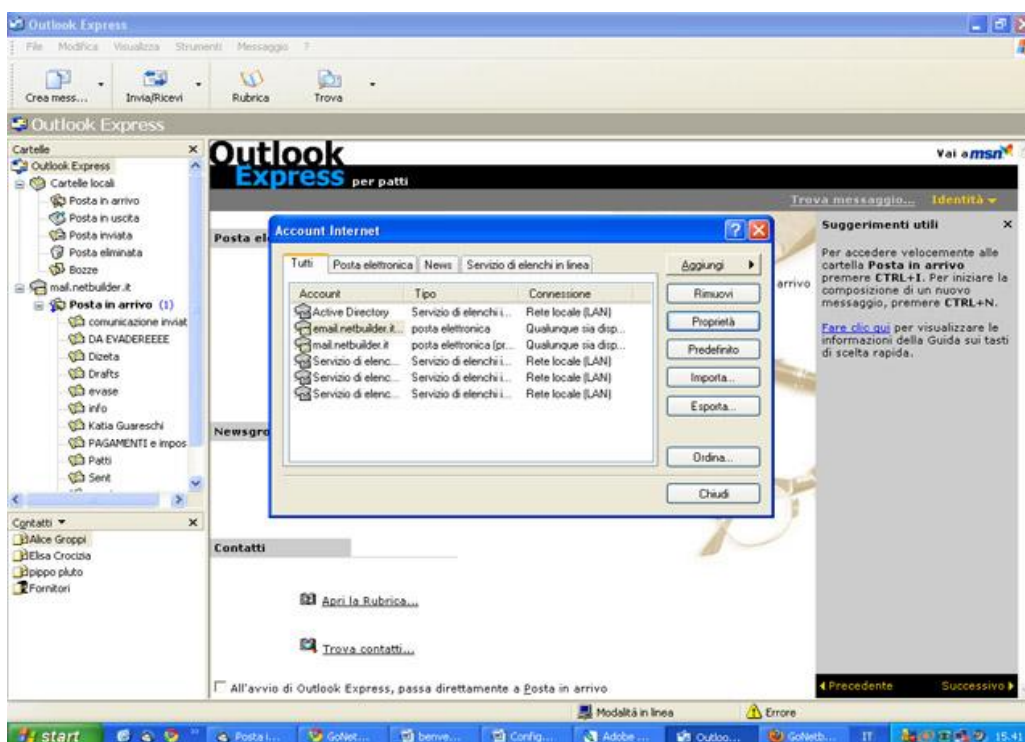 Outlook Express
File Modifica Visualizza Strumenti Messaggio ?
Crea mess... Invia/Ricevi Rubrica Trova
Outlook Express
Cartelle
Outlook Express
Cartelle locali
Posta in arrivo
Posta in uscita
Posta inviata
Posta eliminata
Bozze
mail.netbuilder.it
Posta in arrivo (1)
comunicazione inviat
DA EVADEREEEE
Dizeta
Drafts
evase
info
Katia Guareschi
PAGAMENTI e impos
Patti
Sent
Contatti
Alice Groppi
Elisa Crocizia
pippo pluto
Fornitori
Outlook
Express per patti
Vai a msn
Trova messaggio... Identità
Posta el
arrivo
Newsgro
Contatti
Apri la Rubrica...
Trova contatti...
All'avvio di Outlook Express, passa direttamente a Posta in arrivo
Account Internet
Tutti Posta elettronica News Servizio di elenchi in linea
Account Tipo Connessione
Active Directory Servizio di elenchi i... Rete locale (LAN)
email.netbuilder.it... posta elettronica Qualunque sia disp...
mail.netbuilder.it posta elettronica (pr... Qualunque sia disp...
Servizio di elenc... Servizio di elenchi i... Rete locale (LAN)
Servizio di elenc... Servizio di elenchi i... Rete locale (LAN)
Servizio di elenc... Servizio di elenchi i... Rete locale (LAN)
Aggiungi
Rimuovi
Proprietà
Predefinito
Importa...
Esporta...
Ordina...
Chiudi
Suggerimenti utili
Per accedere velocemente alle
cartella Posta in arrivo
premere CTRL+I. Per iniziare la
composizione di un nuovo
messaggio, premere CTRL+N.
Fare clic qui per visualizzare le
informazioni della Guida sui tasti
di scelta rapida.
Precedente Successivo
Modalità in linea Errore
start Posta i... GoNet... benve... Config... Adobe ... Outloo... GoNetb... IT 15.41